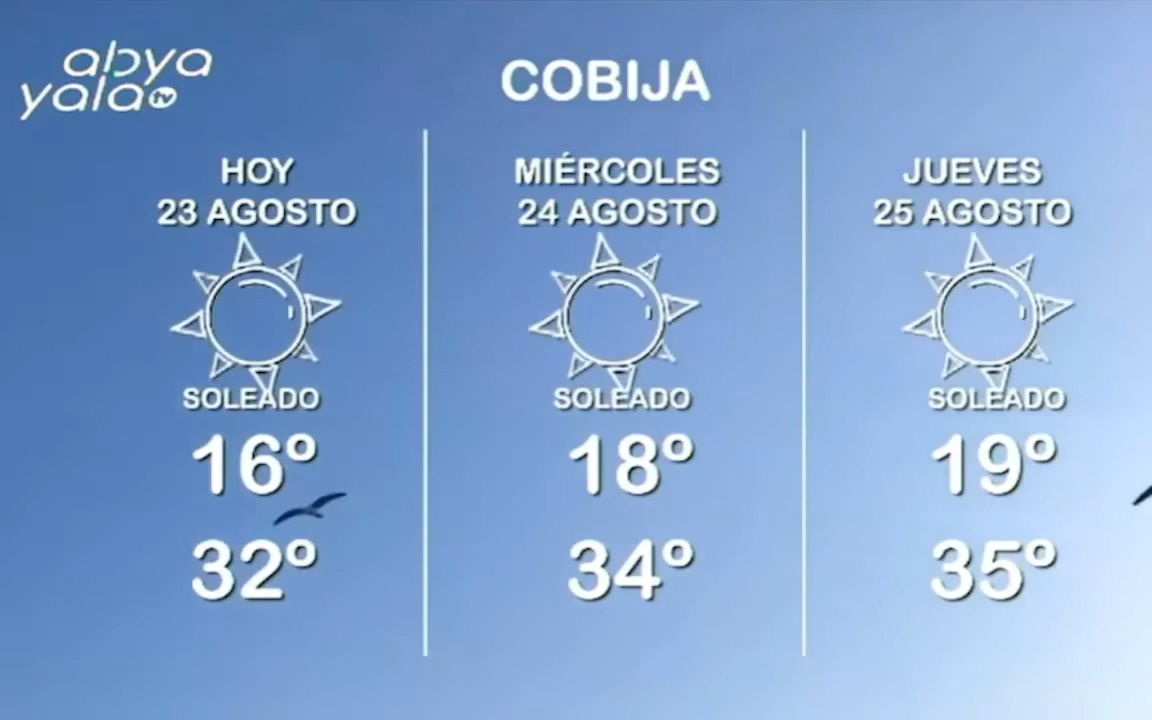 abya
yala tv
COBIJA
HOY
23 AGOSTO
SOLEADO
16º
32º
MIÉRCOLES
24 AGOSTO
SOLEADO
18º
34º
JUEVES
25 AGOSTO
SOLEADO
19º
35º